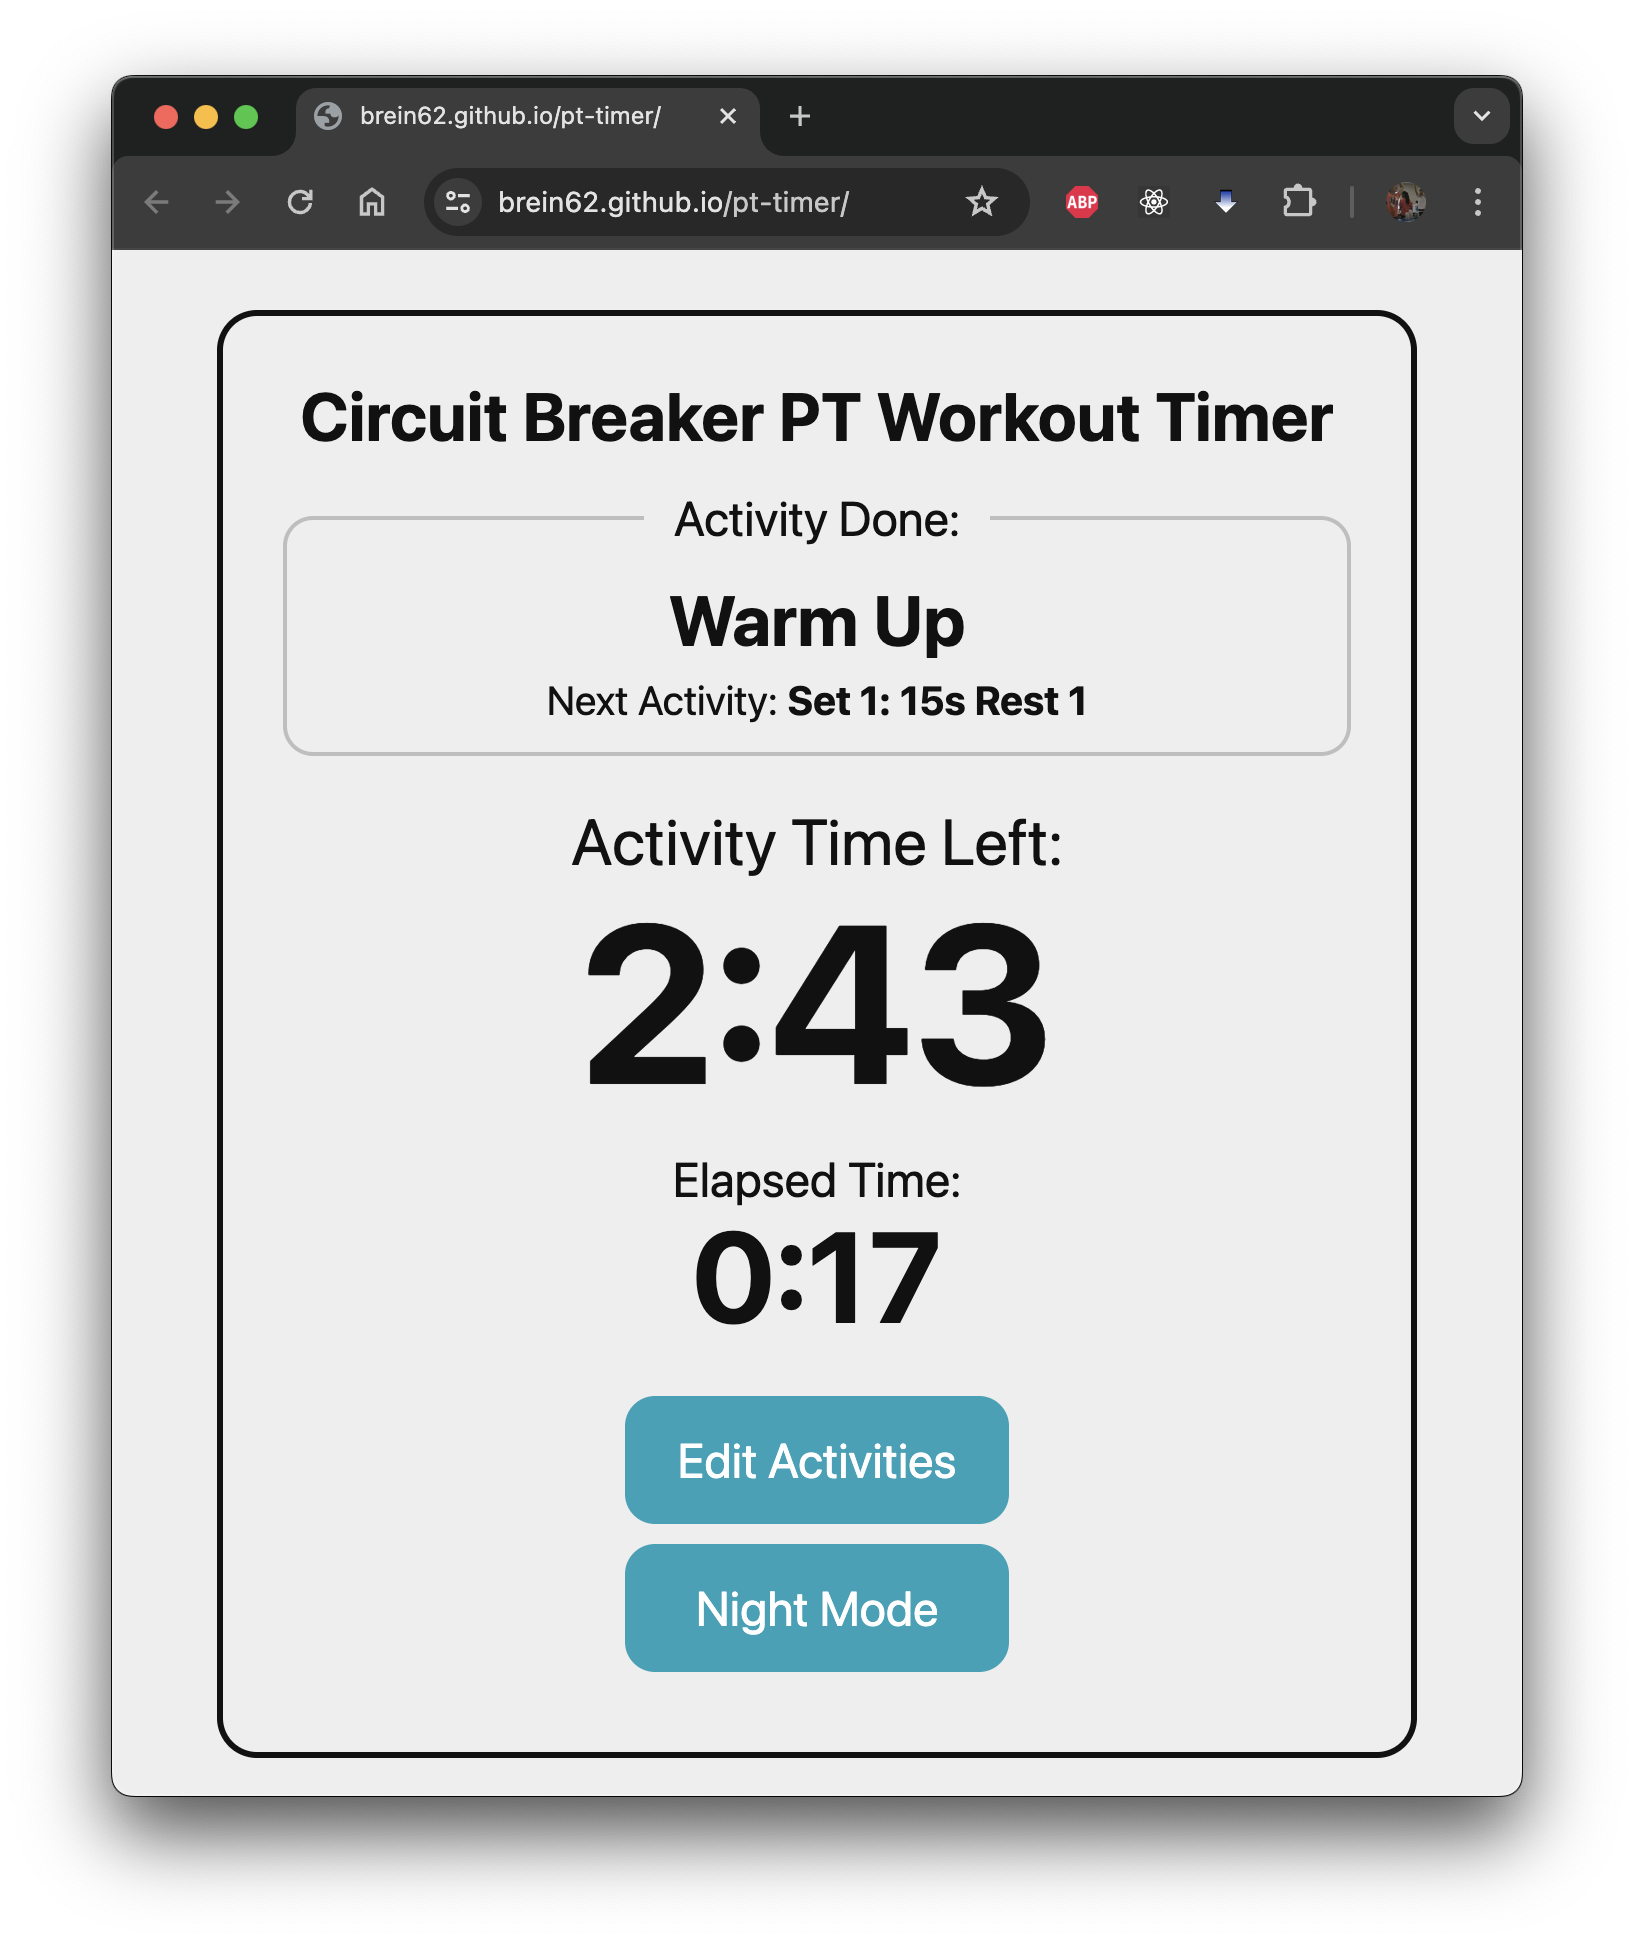 brein62.github.io/pt-timer/
brein62.github.io/pt-timer/
ABP
Circuit Breaker PT Workout Timer
Activity Done:
Warm Up
Next Activity: Set 1: 15s Rest 1
Activity Time Left:
2:43
Elapsed Time:
0:17
Edit Activities
Night Mode